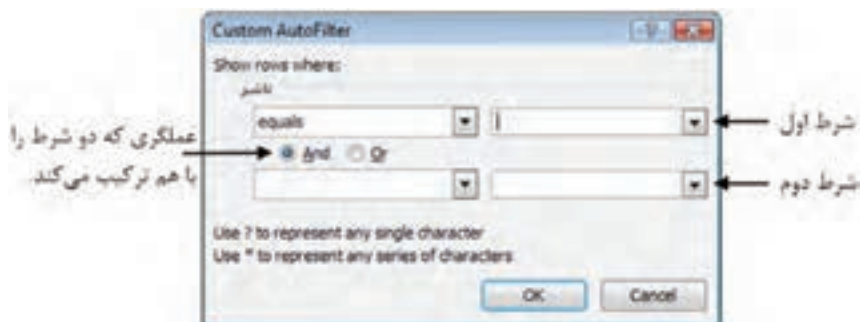 Custom AutoFilter
Show rows where:
ناشر
equals
شرط اول
عملگری که دو شرط را
با هم ترکیب می‌کند
And Or
شرط دوم
Use ? to represent any single character
Use * to represent any series of characters
OK Cancel